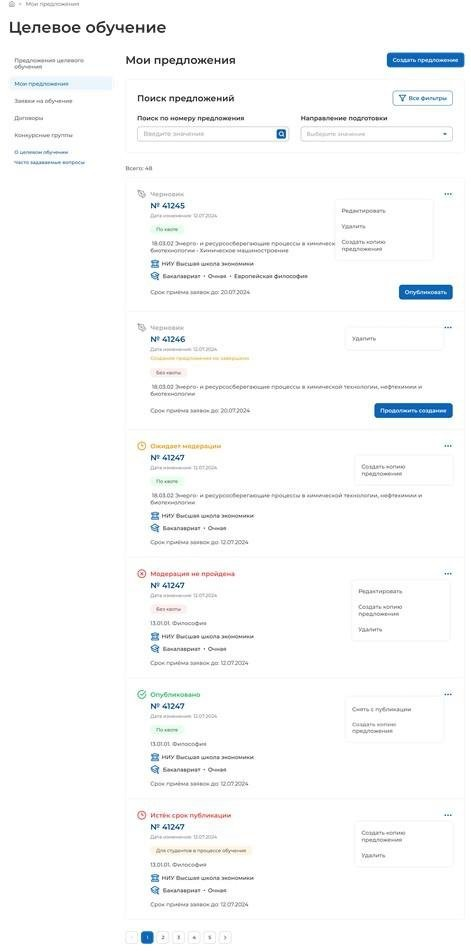 Мои предложения
Целевое обучение
Предложения целевого
обучения
Мои предложения
Заявки на обучение
Договоры
Конкурсные группы
О целевом обучении
Часто задаваемые вопросы
Мои предложения
Создать предложение
Поиск предложений
Все фильтры
Поиск по номеру предложения
Направление подготовки
Введите значение
Выберите значение
Всего: 48
Черновик
№ 41245
Дата изменения: 12.07.2024
По квоте
18.03.02 Энерго- и ресурсосберегающие процессы в химическ
биотехнологии - Химическое машиностроение
НИУ Высшая школа экономики
Бакалавриат • Очная • Европейская философия
Срок приёма заявок до: 20.07.2024
Редактировать
Удалить
Создать копию
предложения
Опубликовать
Черновик
№ 41246
Дата изменения: 12.07.2024
Создание предложения не завершено
Без квоты
18.03.02 Энерго- и ресурсосберегающие процессы в химической технологии, нефтехимии и
биотехнологии
Срок приёма заявок до: 20.07.2024
Удалить
Продолжить создание
Ожидает модерации
№ 41247
Дата изменения: 12.07.2024
По квоте
18.03.02 Энерго- и ресурсосберегающие процессы в химической технологии, нефтехимии и
биотехнологии
НИУ Высшая школа экономики
Бакалавриат • Очная
Срок приёма заявок до: 12.07.2024
Создать копию
предложения
Модерация не пройдена
№ 41247
Дата изменения: 12.07.2024
Без квоты
13.01.01. Философия
НИУ Высшая школа экономики
Бакалавриат • Очная
Срок приёма заявок до: 12.07.2024
Редактировать
Создать копию
предложения
Удалить
Опубликовано
№ 41247
Дата изменения: 12.07.2024
По квоте
13.01.01. Философия
НИУ Высшая школа экономики
Бакалавриат • Очная
Срок приёма заявок до: 12.07.2024
Снять с публикации
Создать копию
предложения
Истёк срок публикации
№ 41247
Дата изменения: 12.07.2024
Для студентов в процессе обучения
13.01.01. Философия
НИУ Высшая школа экономики
Бакалавриат • Очная
Срок приёма заявок до: 12.07.2024
Создать копию
предложения
Удалить
1 2 3 4 5